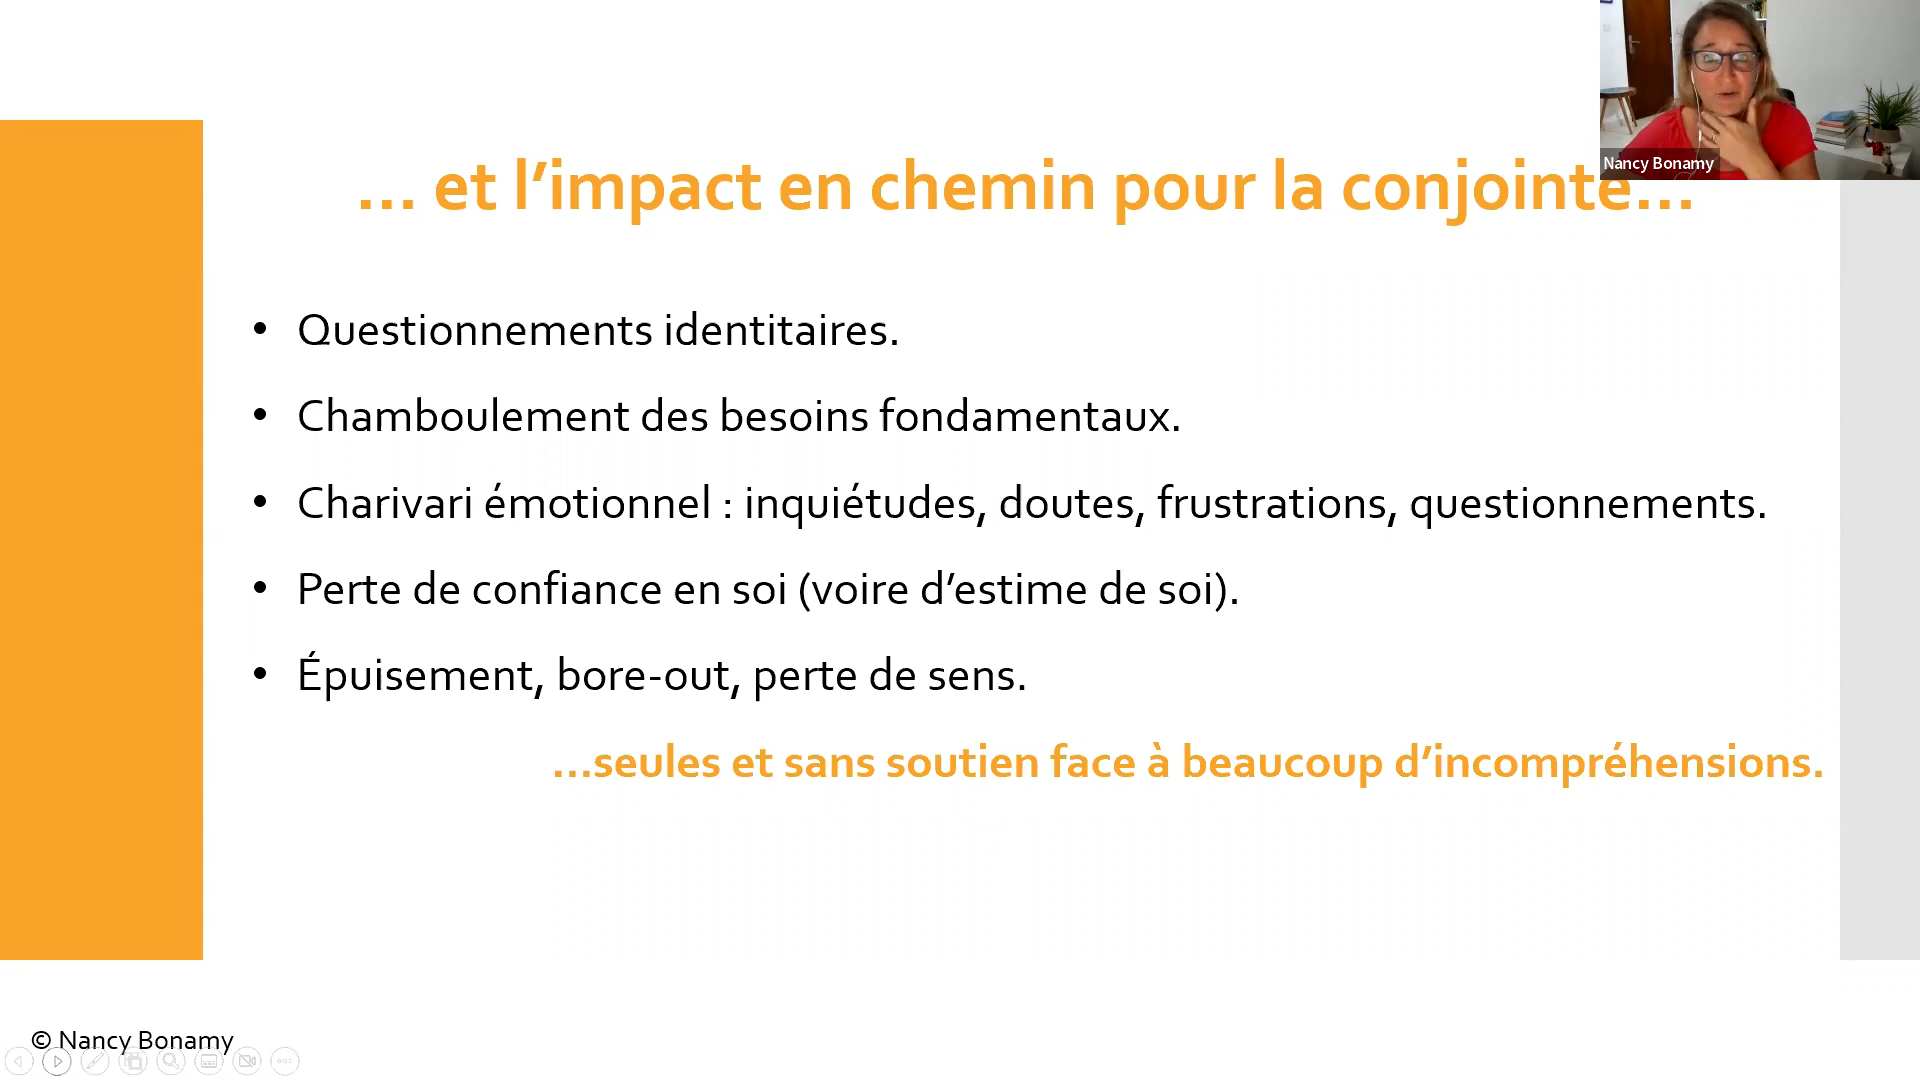 Nancy Bonamy
... et l’impact en chemin pour la conjointe...
• Questionnements identitaires.
• Chamboulement des besoins fondamentaux.
• Charivari émotionnel : inquiétudes, doutes, frustrations, questionnements.
• Perte de confiance en soi (voire d’estime de soi).
• Épuisement, bore-out, perte de sens.
...seules et sans soutien face à beaucoup d’incompréhensions.
© Nancy Bonamy